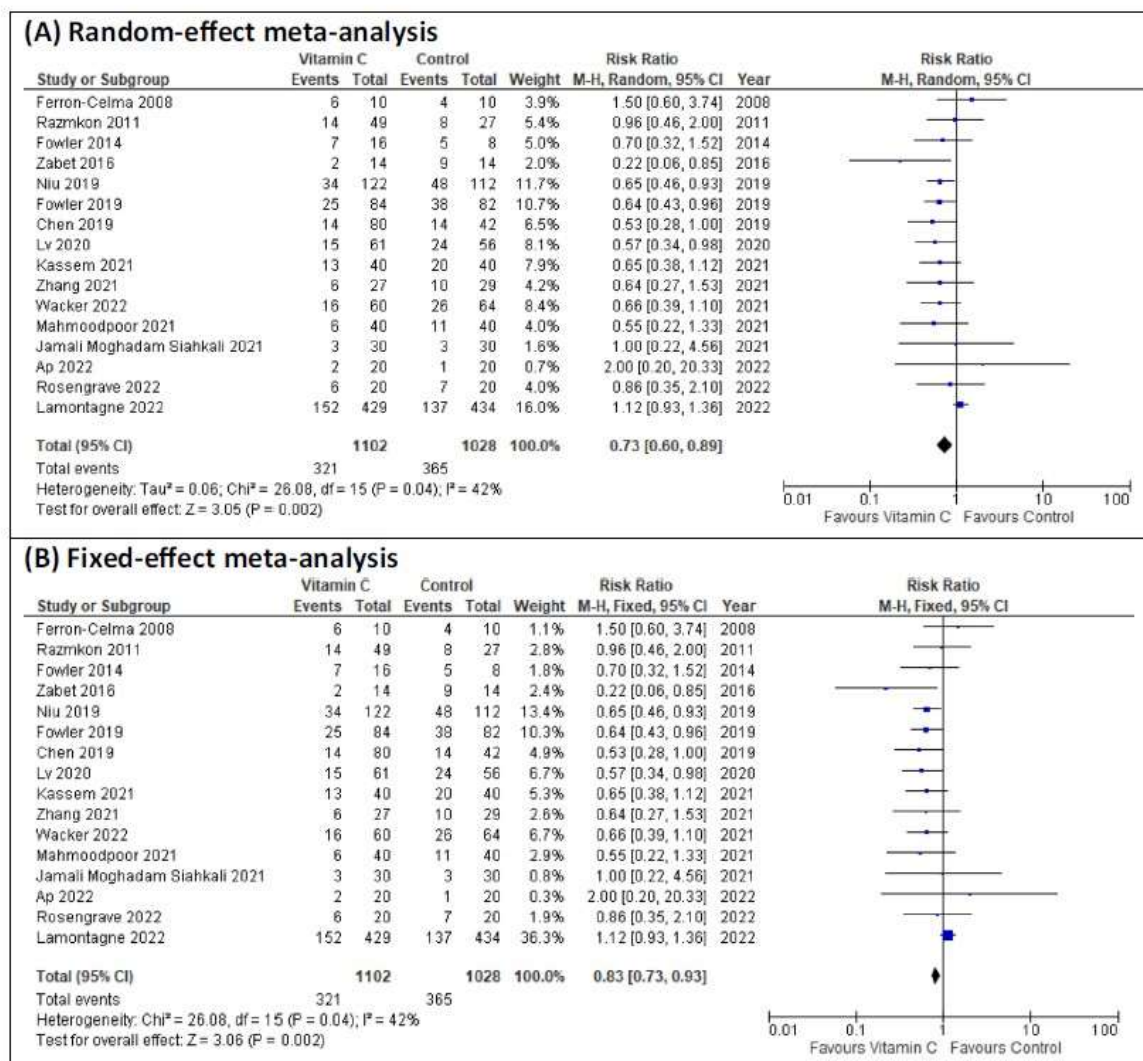 (A) Random-effect meta-analysis
Vitamin C Control Risk Ratio Risk Ratio
Study or Subgroup Events Total Events Total Weight M-H, Random, 95% CI Year M-H, Random, 95% CI
Ferron-Celma 2008 6 10 4 10 3.9% 1.50 [0.60, 3.74] 2008
Razmkon 2011 14 49 8 27 5.4% 0.96 [0.46, 2.00] 2011
Fowler 2014 7 16 5 8 5.0% 0.70 [0.32, 1.52] 2014
Zabet 2016 2 14 9 14 2.0% 0.22 [0.06, 0.85] 2016
Niu 2019 34 122 48 112 11.7% 0.65 [0.46, 0.93] 2019
Fowler 2019 25 84 38 82 10.7% 0.64 [0.43, 0.96] 2019
Chen 2019 14 80 14 42 6.5% 0.53 [0.28, 1.00] 2019
Lv 2020 15 61 24 56 8.1% 0.57 [0.34, 0.98] 2020
Kassem 2021 13 40 20 40 7.9% 0.65 [0.38, 1.12] 2021
Zhang 2021 6 27 10 29 4.2% 0.64 [0.27, 1.53] 2021
Wacker 2022 16 60 26 64 8.4% 0.66 [0.39, 1.10] 2021
Mahmoodpoor 2021 6 40 11 40 4.0% 0.55 [0.22, 1.33] 2021
Jamali Moghadam Siahkali 2021 3 30 3 30 1.6% 1.00 [0.22, 4.56] 2021
Ap 2022 2 20 1 20 0.7% 2.00 [0.20, 20.33] 2022
Rosengrave 2022 6 20 7 20 4.0% 0.86 [0.35, 2.10] 2022
Lamontagne 2022 152 429 137 434 16.0% 1.12 [0.93, 1.36] 2022
Total (95% CI) 1102 1028 100.0% 0.73 [0.60, 0.89]
Total events 321 365
Heterogeneity: Tau² = 0.06; Chi² = 26.08, df = 15 (P = 0.04); I² = 42%
Test for overall effect: Z = 3.05 (P = 0.002)
0.01 0.1 1 10 100
Favours Vitamin C Favours Control
(B) Fixed-effect meta-analysis
Vitamin C Control Risk Ratio Risk Ratio
Study or Subgroup Events Total Events Total Weight M-H, Fixed, 95% CI Year M-H, Fixed, 95% CI
Ferron-Celma 2008 6 10 4 10 1.1% 1.50 [0.60, 3.74] 2008
Razmkon 2011 14 49 8 27 2.8% 0.96 [0.46, 2.00] 2011
Fowler 2014 7 16 5 8 1.8% 0.70 [0.32, 1.52] 2014
Zabet 2016 2 14 9 14 2.4% 0.22 [0.06, 0.85] 2016
Niu 2019 34 122 48 112 13.4% 0.65 [0.46, 0.93] 2019
Fowler 2019 25 84 38 82 10.3% 0.64 [0.43, 0.96] 2019
Chen 2019 14 80 14 42 4.9% 0.53 [0.28, 1.00] 2019
Lv 2020 15 61 24 56 6.7% 0.57 [0.34, 0.98] 2020
Kassem 2021 13 40 20 40 5.3% 0.65 [0.38, 1.12] 2021
Zhang 2021 6 27 10 29 2.6% 0.64 [0.27, 1.53] 2021
Wacker 2022 16 60 26 64 6.7% 0.66 [0.39, 1.10] 2021
Mahmoodpoor 2021 6 40 11 40 2.9% 0.55 [0.22, 1.33] 2021
Jamali Moghadam Siahkali 2021 3 30 3 30 0.8% 1.00 [0.22, 4.56] 2021
Ap 2022 2 20 1 20 0.3% 2.00 [0.20, 20.33] 2022
Rosengrave 2022 6 20 7 20 1.9% 0.86 [0.35, 2.10] 2022
Lamontagne 2022 152 429 137 434 36.3% 1.12 [0.93, 1.36] 2022
Total (95% CI) 1102 1028 100.0% 0.83 [0.73, 0.93]
Total events 321 365
Heterogeneity: Chi² = 26.08, df = 15 (P = 0.04); I² = 42%
Test for overall effect: Z = 3.06 (P = 0.002)
0.01 0.1 1 10 100
Favours Vitamin C Favours Control